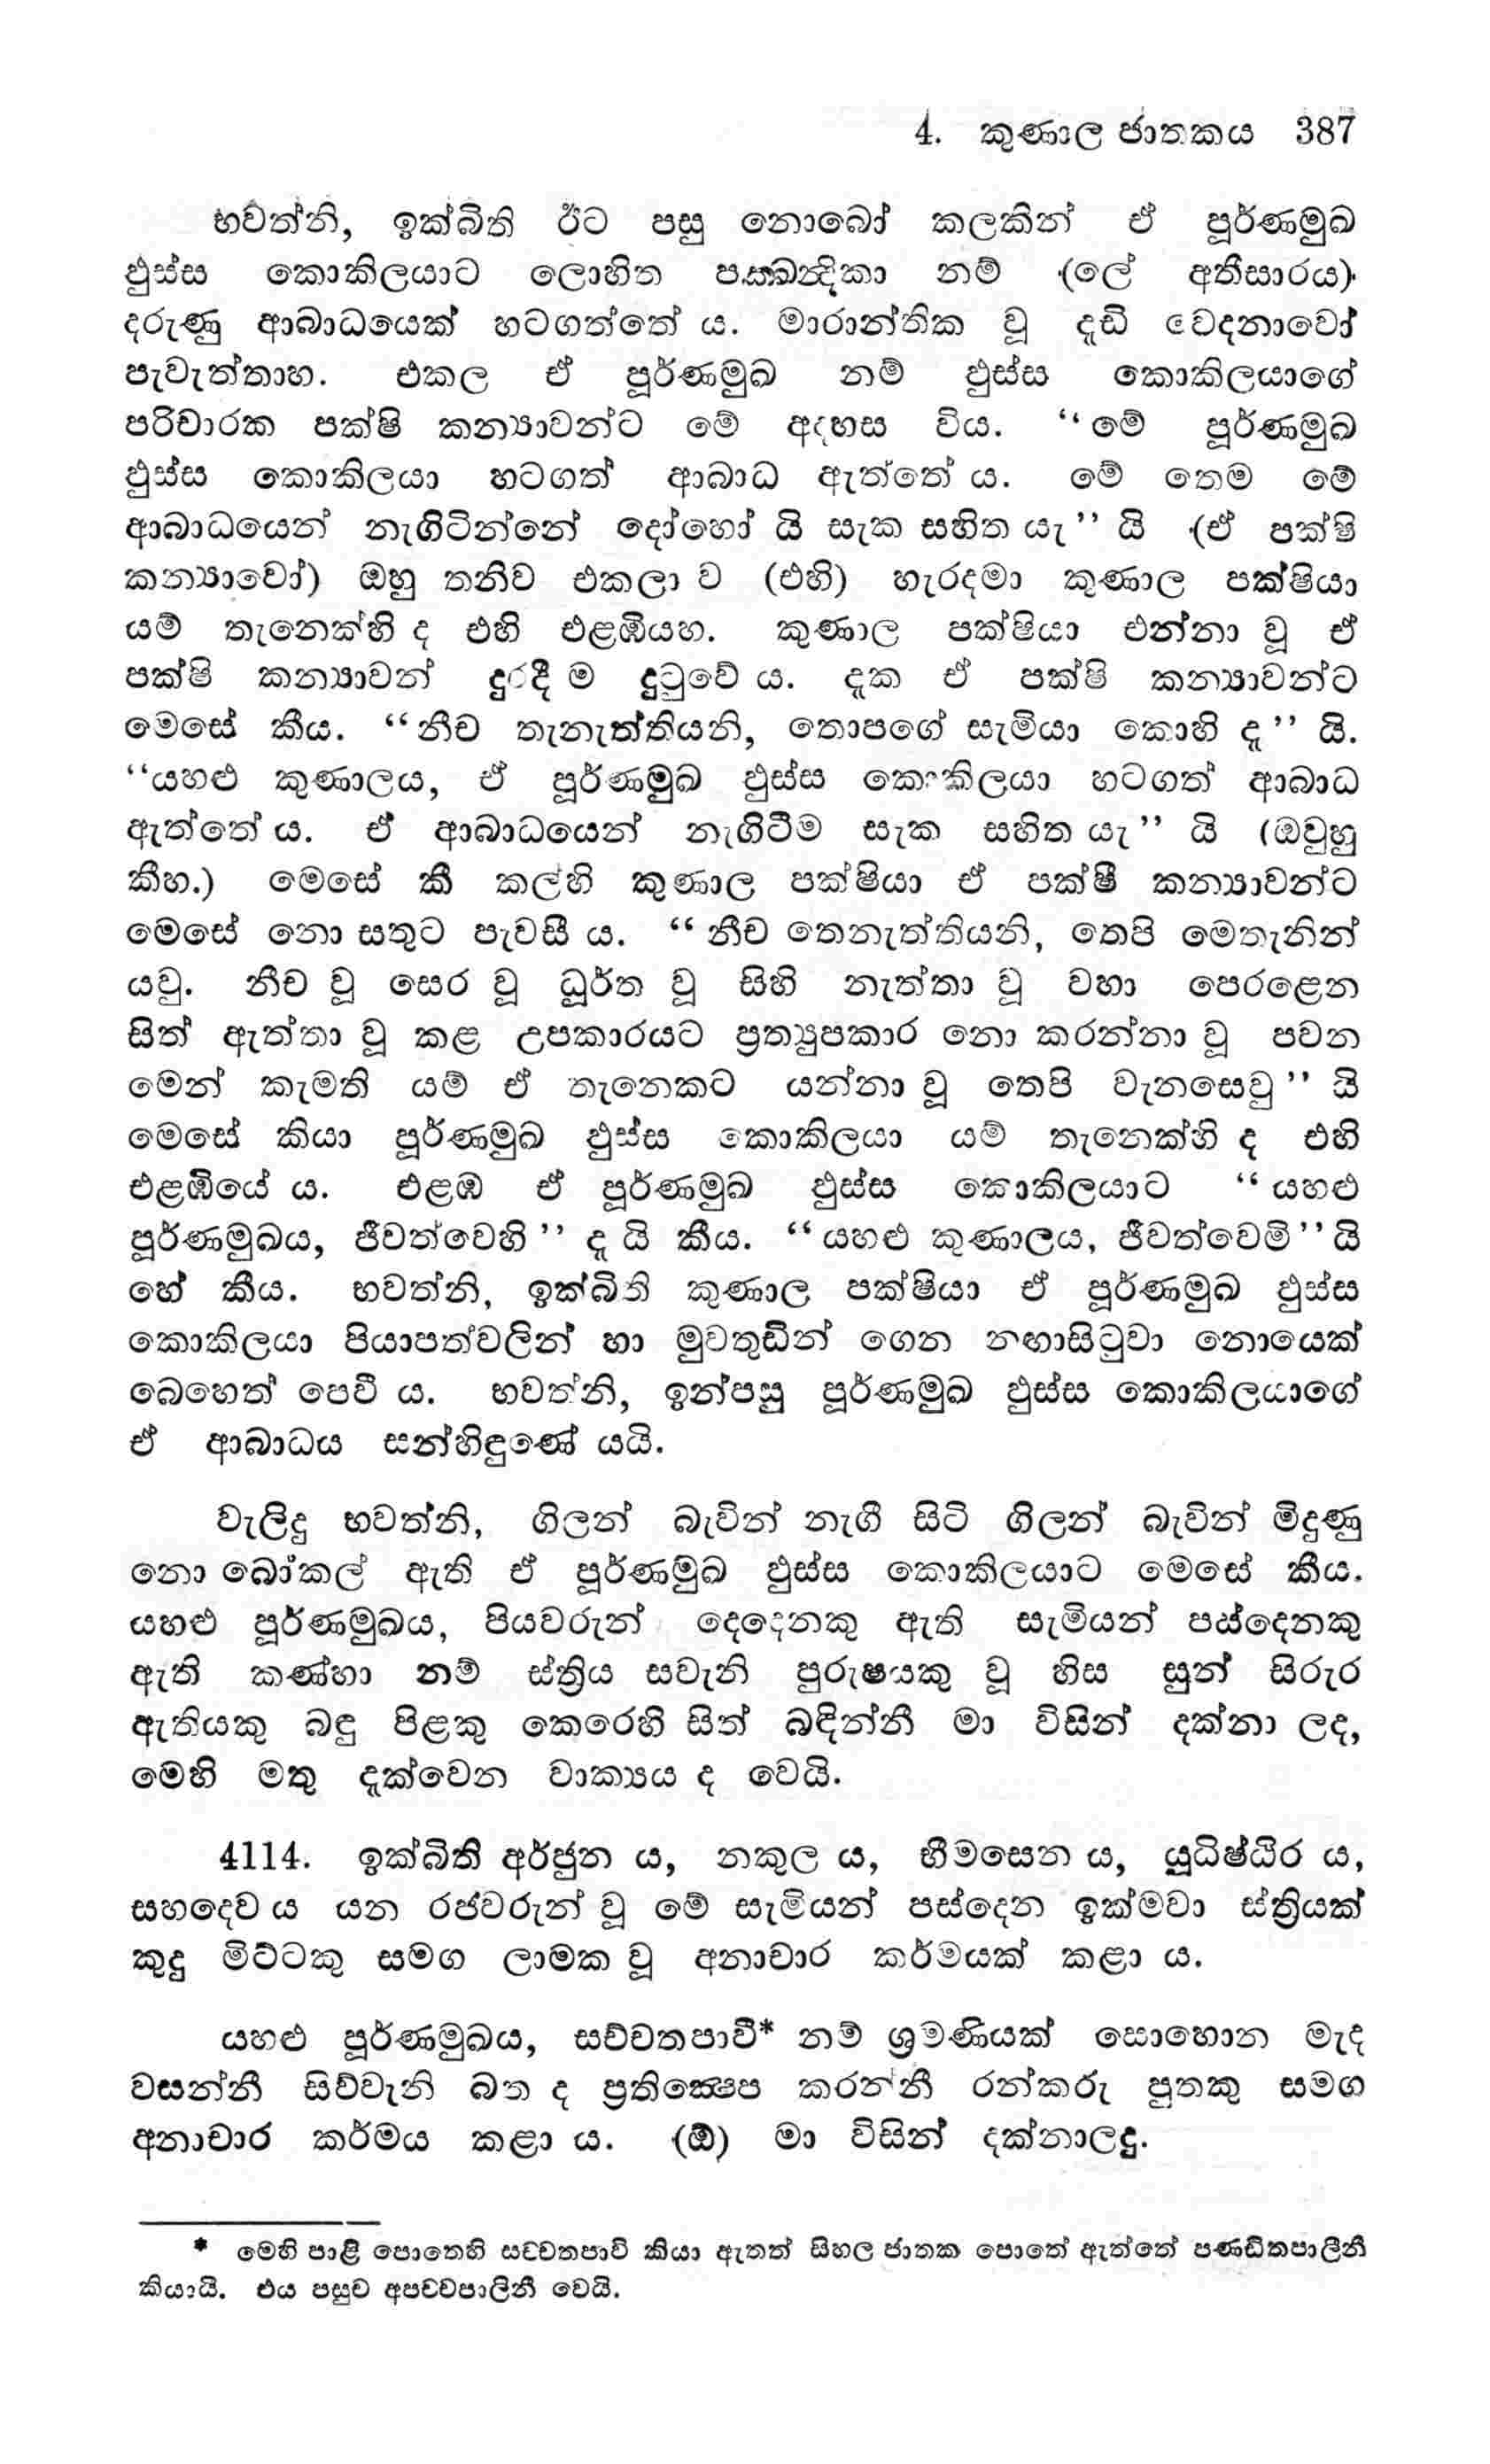 4. කුණාල ජාතකය 387
භවත්නි, ඉක්බිති ඊට පසු නොබෝ කලකින් ඒ පූර්ණමුඛ
ඵුස්ස කොකිලයාට ලොහිත පක්ඛන්දිකා නම් (ලේ අතීසාරය)
දරුණු ආබාධයෙක් හටගත්තේ ය. මාරාන්තික වූ දැඩි වේදනාවෝ
පැවැත්තාහ. එකල ඒ පූර්ණමුඛ නම් ඵුස්ස කොකිලයාගේ
පරිචාරක පක්ෂි කන්‍යාවන්ට මේ අදහස විය. “මේ පූර්ණමුඛ
ඵුස්ස කොකිලයා හටගත් ආබාධ ඇත්තේ ය. මේ තෙම මේ
ආබාධයෙන් නැගිටින්නේ දෝහෝ යි සැක සහිත යැ” යි (ඒ පක්ෂි
කන්‍යාවෝ) ඔහු තනිව එකලා ව (එහි) හැරදමා කුණාල පක්ෂියා
යම් තැනෙක්හි ද එහි එළඹියහ. කුණාල පක්ෂියා එන්නා වූ ඒ
පක්ෂි කන්‍යාවන් දුරදී ම දුටුවේ ය. දැක ඒ පක්ෂි කන්‍යාවන්ට
මෙසේ කීය. “නීච තැනැත්තියනි, තොපගේ සැමියා කොහි ද” යි.
“යහළු කුණාලය, ඒ පූර්ණමුඛ ඵුස්ස කොකිලයා හටගත් ආබාධ
ඇත්තේ ය. ඒ ආබාධයෙන් නැගිටීම සැක සහිත යැ” යි (ඔවුහු
කීහ.) මෙසේ කී කල්හි කුණාල පක්ෂියා ඒ පක්ෂී කන්‍යාවන්ට
මෙසේ නො සතුට පැවසී ය. “නීච තෙනැත්තියනි, තෙපි මෙතැනින්
යවු. නීච වූ සෙර වූ ධූර්ත වූ සිහි නැත්තා වූ වහා පෙරළෙන
සිත් ඇත්තා වූ කළ උපකාරයට ප්‍රත්‍යුපකාර නො කරන්නා වූ පවන
මෙන් කැමති යම් ඒ තැනෙකට යන්නා වූ තෙපි වැනසෙවු” යි
මෙසේ කියා පූර්ණමුඛ ඵුස්ස කොකිලයා යම් තැනෙක්හි ද එහි
එළඹියේ ය. එළඹ ඒ පූර්ණමුඛ ඵුස්ස කොකිලයාට “යහළු
පූර්ණමුඛය, ජීවත්වෙහි” දැ යි කීය. “යහළු කුණාලය, ජීවත්වෙමි” යි
හේ කීය. භවත්නි, ඉක්බිති කුණාල පක්ෂියා ඒ පූර්ණමුඛ ඵුස්ස
කොකිලයා පියාපත්වලින් හා මුවතුඩින් ගෙන නඟාසිටුවා නොයෙක්
බෙහෙත් පෙවී ය. භවත්නි, ඉන්පසු පූර්ණමුඛ ඵුස්ස කොකිලයාගේ
ඒ ආබාධය සන්හිඳුණේ යයි.
වැලිදු භවත්නි, ගිලන් බැවින් නැගී සිටි ගිලන් බැවින් මිදුණු
නො බෝකල් ඇති ඒ පූර්ණමුඛ ඵුස්ස කොකිලයාට මෙසේ කීය.
යහළු පූර්ණමුඛය, පියවරුන් දෙදෙනකු ඇති සැමියන් පස්දෙනකු
ඇති කණ්හා නම් ස්ත්‍රිය සවැනි පුරුෂයකු වූ හිස සුන් සිරුර
ඇතියකු බඳු පිළකු කෙරෙහි සිත් බඳින්නී මා විසින් දක්නා ලද,
මෙහි මතු දැක්වෙන වාක්‍යය ද වෙයි.
4114. ඉක්බිති අර්ජුන ය, නකුල ය, භීමසෙන ය, යුධිෂ්ඨිර ය,
සහදෙව ය යන රජවරුන් වූ මේ සැමියන් පස්දෙන ඉක්මවා ස්ත්‍රියක්
කුදු මිට්ටකු සමග ලාමක වූ අනාචාර කර්මයක් කළා ය.
යහළු පූර්ණමුඛය, සච්චතපාවී* නම් ශ්‍රමණියක් සොහොන මැද
වසන්නී සිව්වැනි බත ද ප්‍රතික්‍ෂෙප කරන්නී රන්කරු පුතකු සමග
අනාචාර කර්මය කළා ය. (ඕ) මා විසින් දක්නාලදු.
* මෙහි පාළි පොතෙහි සච්චතපාවි කියා ඇතත් සිංහල ජාතක පොතේ ඇත්තේ පණඩිතපාලිනී
කියායි. එය පසුව අපච්චපාලිනී වෙයි.